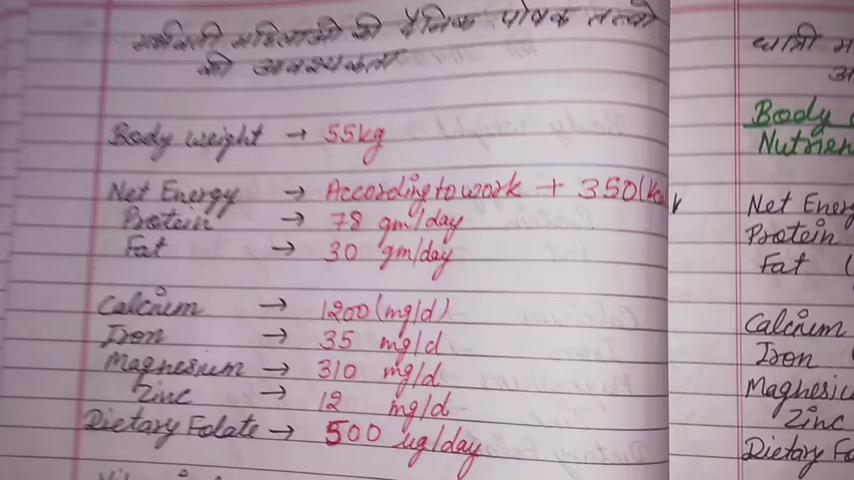 गर्भवती महिलाओं की दैनिक पोषक तत्वो
की आवश्यकता
Body weight → 55kg
Net Energy → According to work + 350(Kcal
Protein → 78 gm/day
Fat → 30 gm/day
Calcium → 1200(mg/d)
Iron → 35 mg/d
Magnesium → 310 mg/d
Zinc → 12 mg/d
Dietary Folate → 500 ug/day
धात्री म
अ
Body (
Nutrien
Net Energ
Protein
Fat (
Calcium
Iron (
Magnesiu
Zinc
Dietary Fo